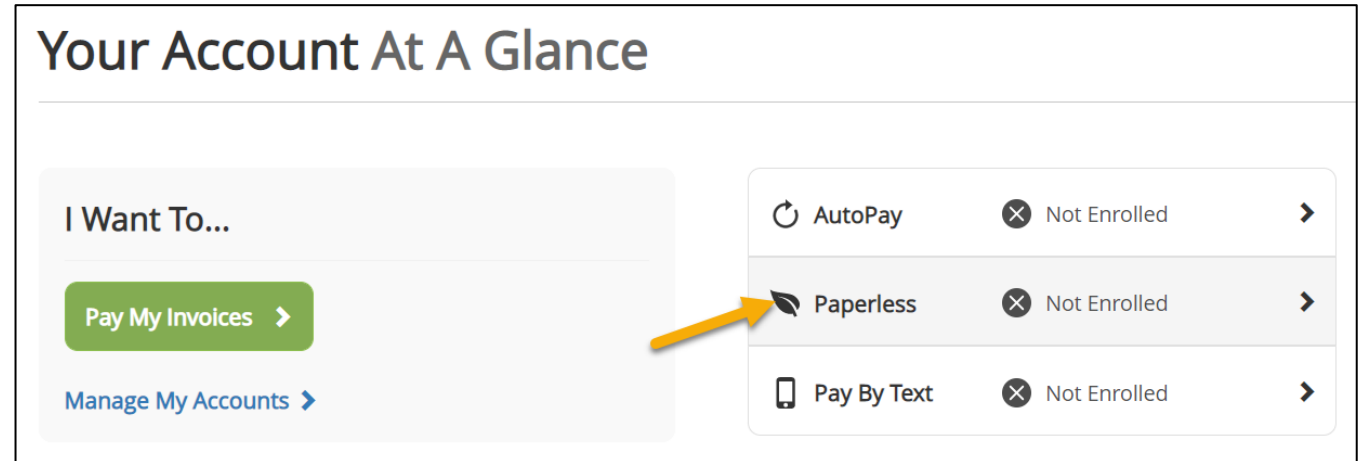 Your Account At A Glance
I Want To...
Pay My Invoices
Manage My Accounts
AutoPay Not Enrolled
Paperless Not Enrolled
Pay By Text Not Enrolled